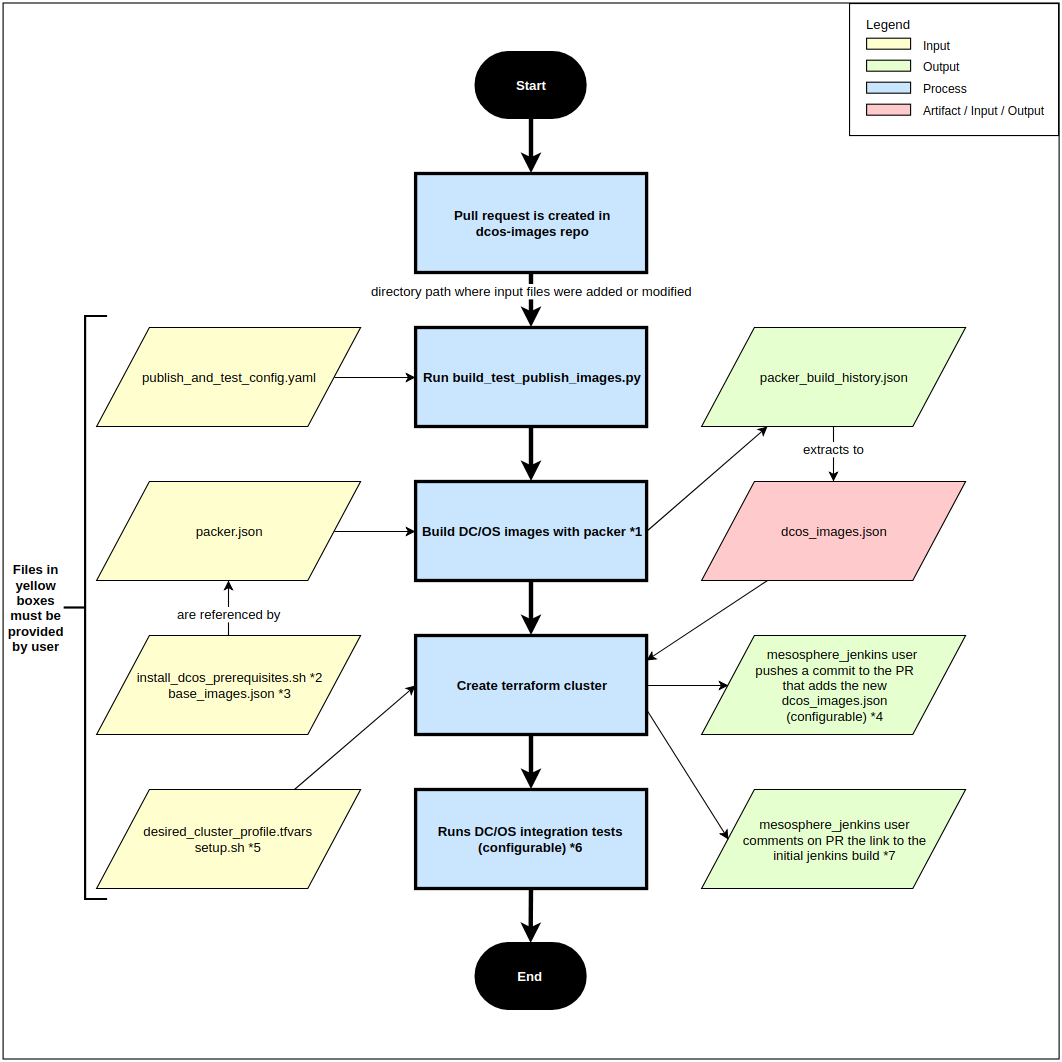 Legend
Input
Output
Process
Artifact / Input / Output
Start
Pull request is created in
dcos-images repo
directory path where input files were added or modified
publish_and_test_config.yaml
Run build_test_publish_images.py
packer_build_history.json
extracts to
packer.json
Build DC/OS images with packer *1
dcos_images.json
Files in
yellow
boxes
must be
provided
by user
are referenced by
install_dcos_prerequisites.sh *2
base_images.json *3
Create terraform cluster
mesosphere_jenkins user
pushes a commit to the PR
that adds the new
dcos_images.json
(configurable) *4
desired_cluster_profile.tfvars
setup.sh *5
Runs DC/OS integration tests
(configurable) *6
mesosphere_jenkins user
comments on PR the link to the
initial jenkins build *7
End